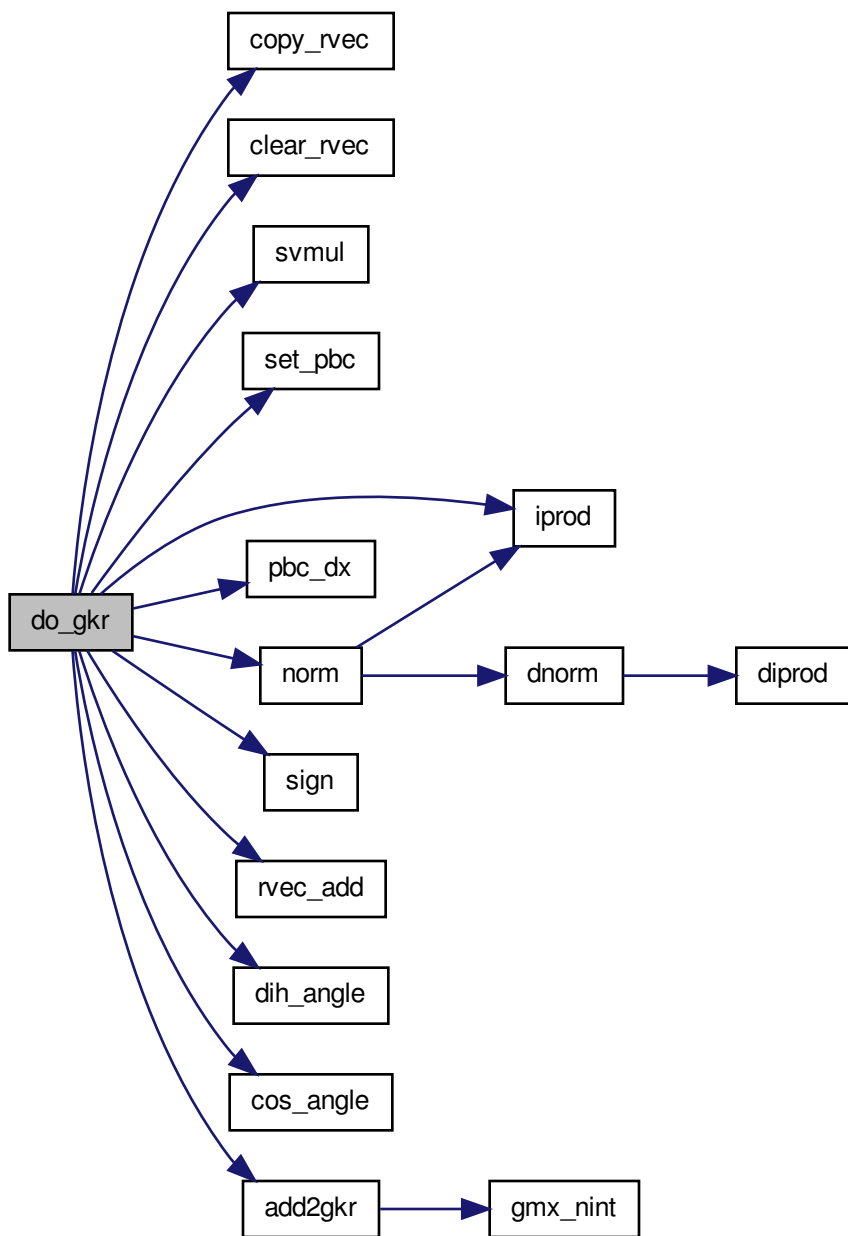 copy_rvec
clear_rvec
svmul
set_pbc
iprod
pbc_dx
do_gkr
norm
dnorm
diprod
sign
rvec_add
dih_angle
cos_angle
add2gkr
gmx_nint